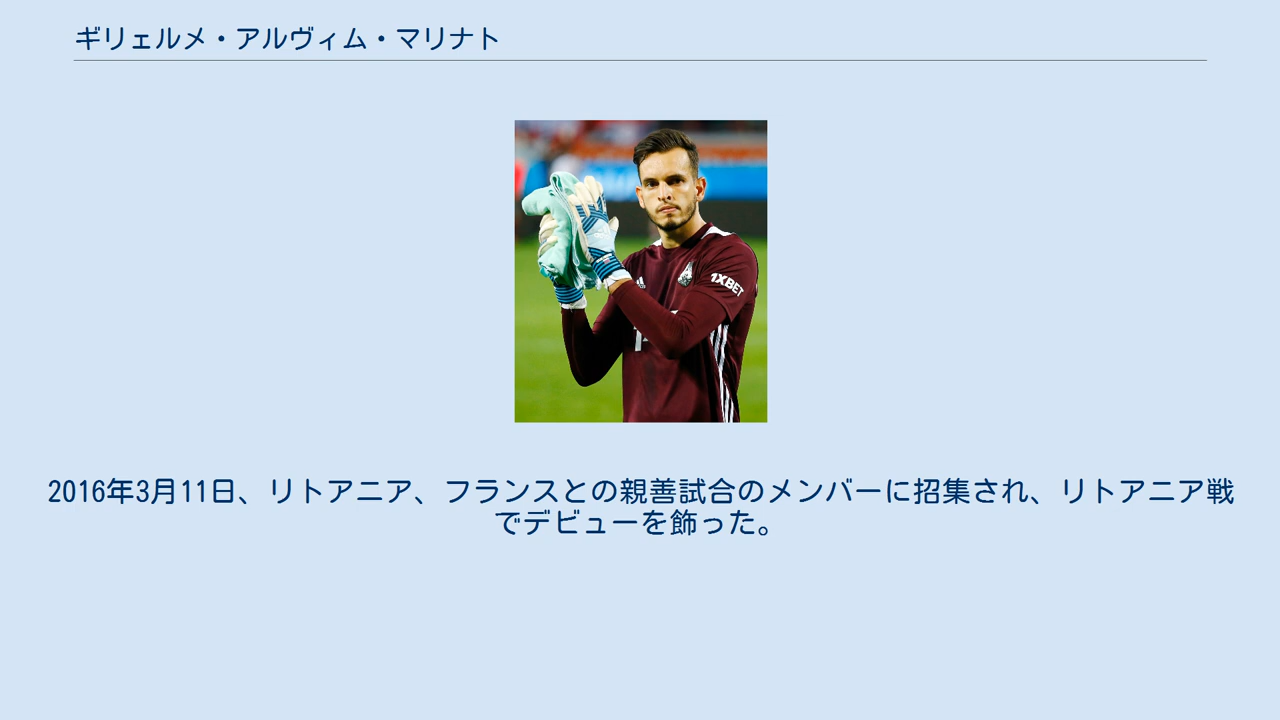 ギリェルメ・アルヴィム・マリナト
1XBET
2016年3月11日、リトアニア、フランスとの親善試合のメンバーに招集され、リトアニア戦
でデビューを飾った。